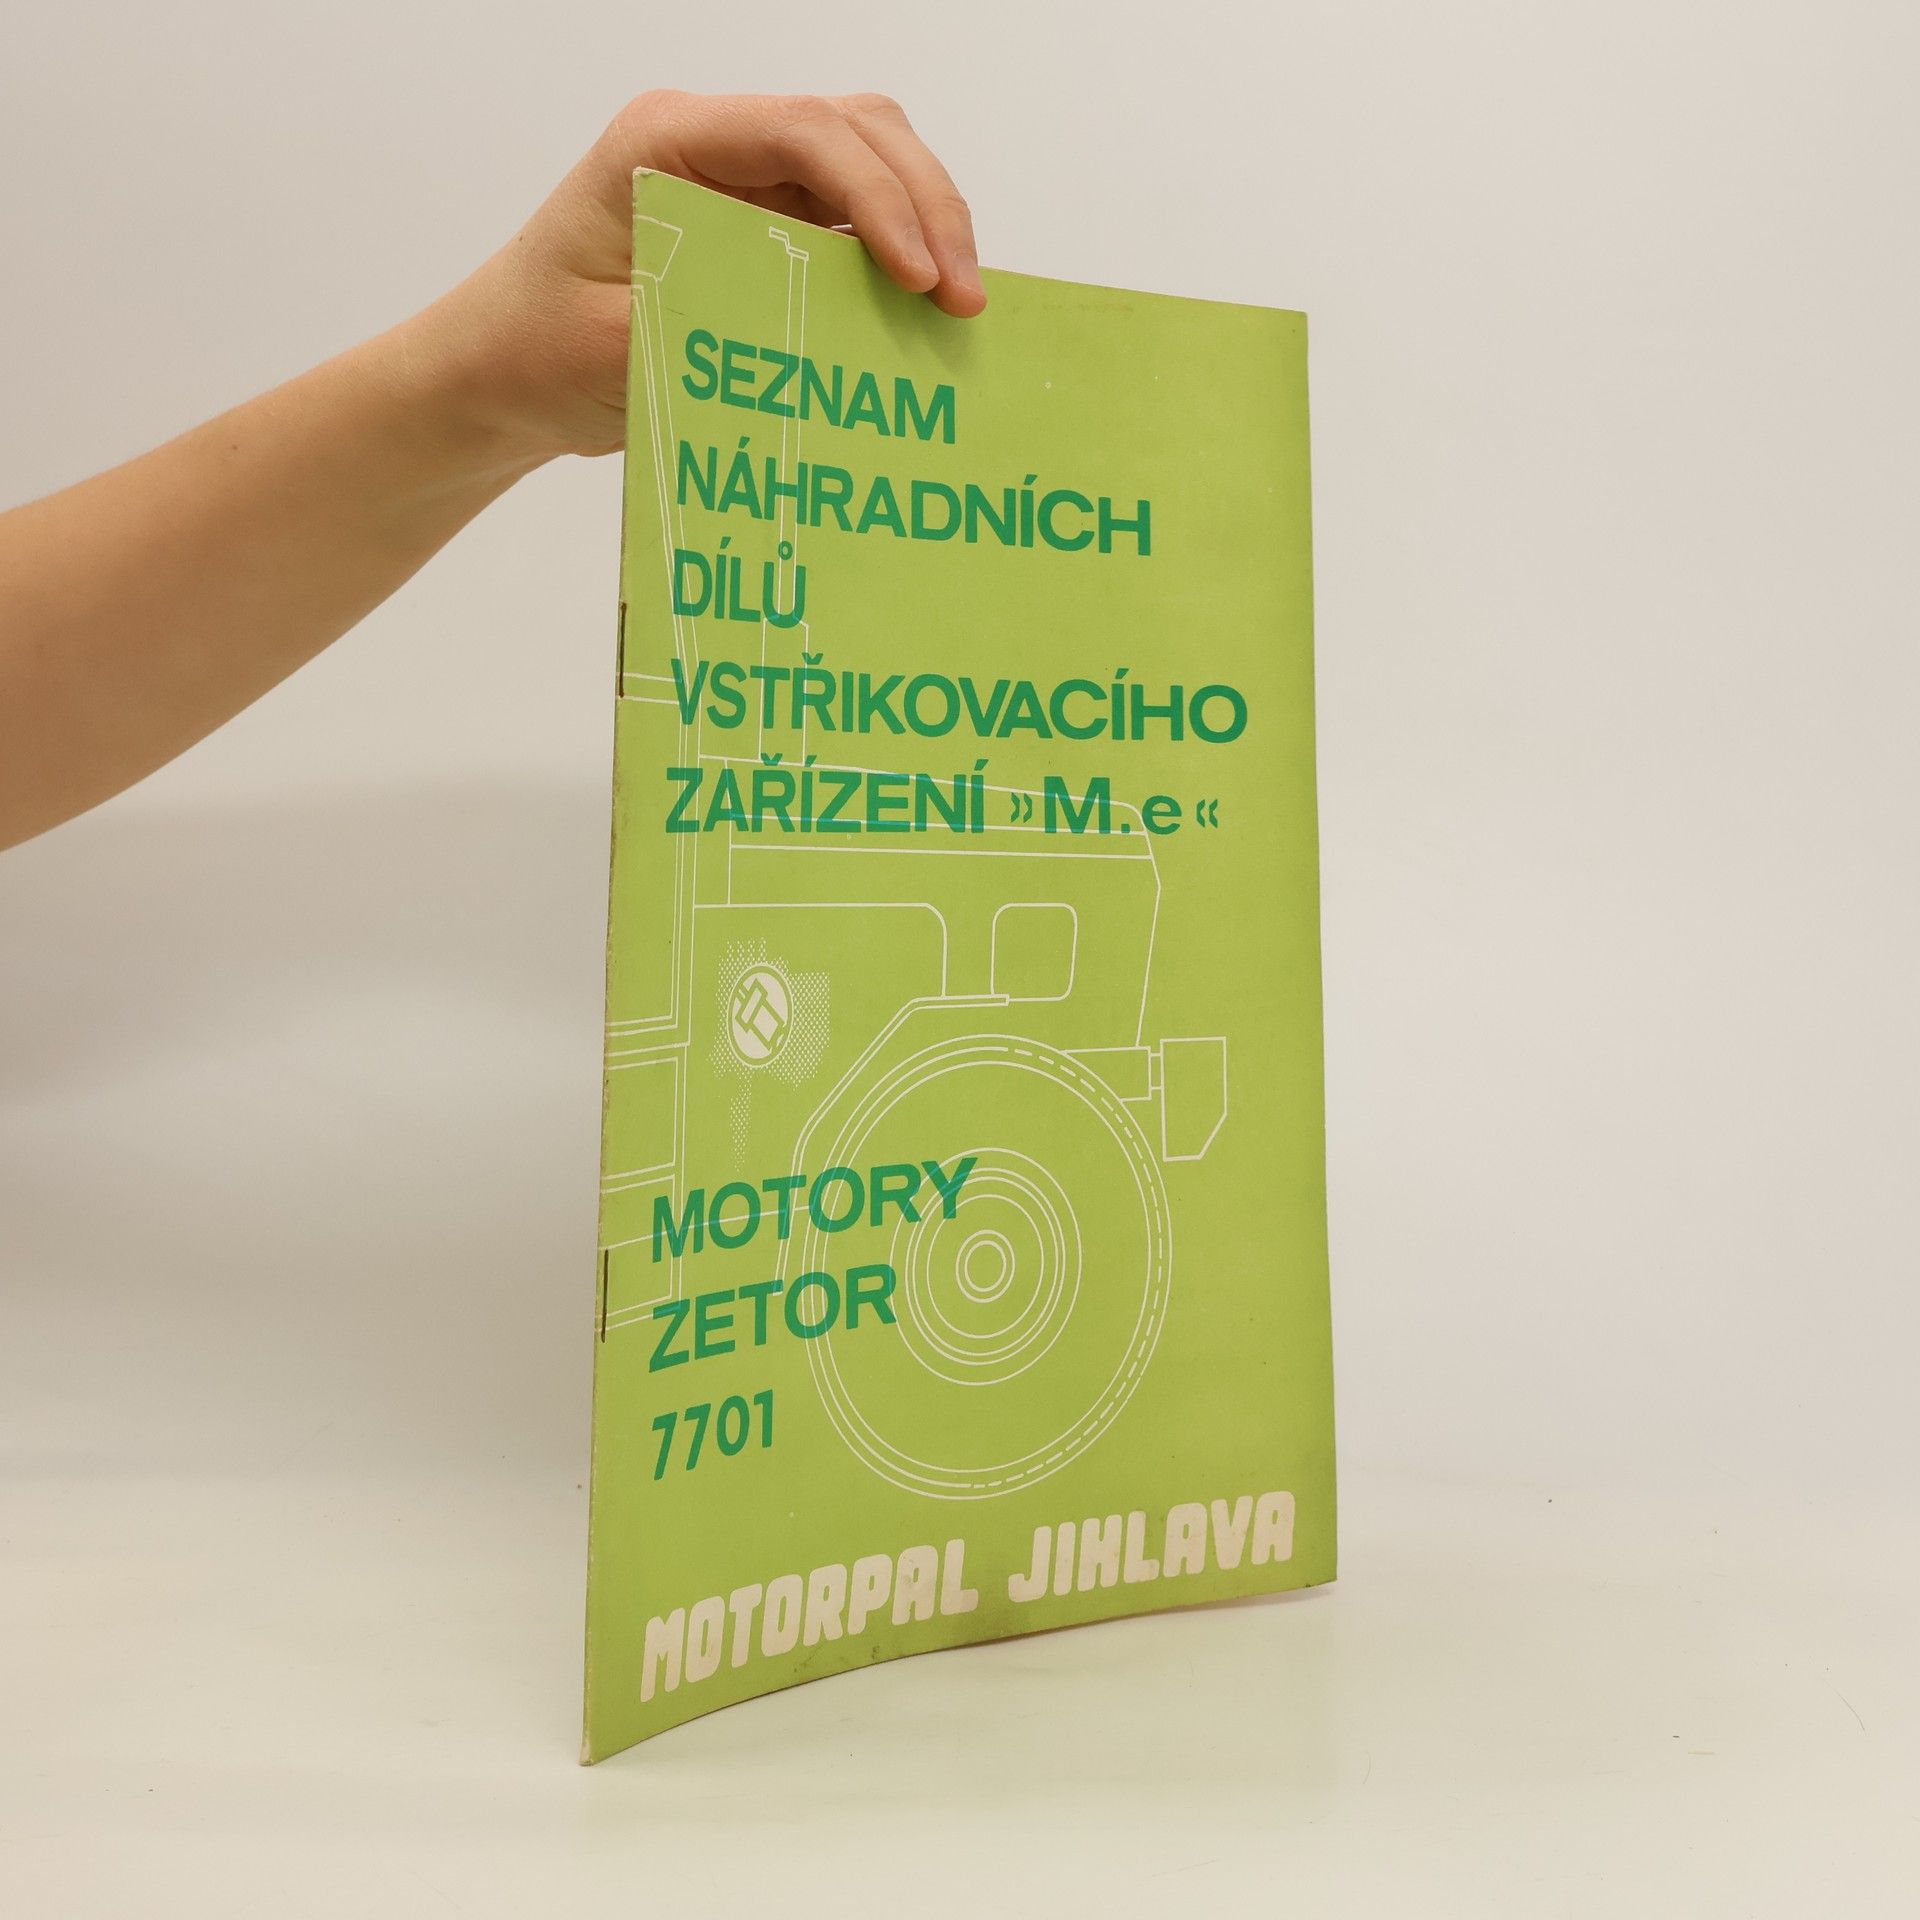 SEZNAM
NÁHRADNÍCH
DÍLŮ
VSTŘIKOVACÍHO
ZAŘÍZENÍ »M.e«
MOTORY
ZETOR
7701
MOTORPAL JIHLAVA